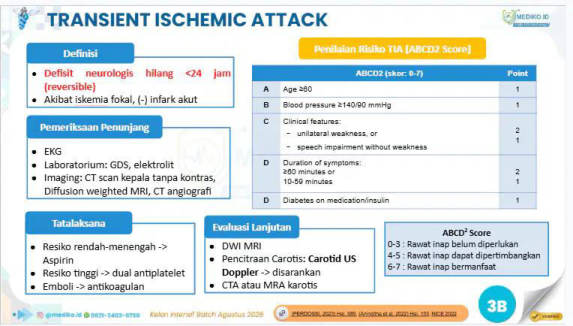 TRANSIENT ISCHEMIC ATTACK
MEDIKO.ID
Definisi
• Defisit neurologis hilang <24 jam
(reversible)
• Akibat iskemia fokal, (-) infark akut
Pemeriksaan Penunjang
• EKG
• Laboratorium: GDS, elektrolit
• Imaging: CT scan kepala tanpa kontras,
Diffusion weighted MRI, CT angiografi
Penilaian Risiko TIA (ABCD2 Score)
ABCD2 (skor: 0-7) Point
A Age ≥60 1
B Blood pressure ≥140/90 mmHg 1
C Clinical features:
- unilateral weakness, or 2
- speech impairment without weakness 1
D Duration of symptoms:
≥60 minutes or 2
10-59 minutes 1
D Diabetes on medication/insulin 1
Tatalaksana
• Resiko rendah-menengah ->
Aspirin
• Resiko tinggi -> dual antiplatelet
• Emboli -> antikoagulan
Evaluasi Lanjutan
• DWI MRI
• Pencitraan Carotis: Carotid US
Doppler -> disarankan
• CTA atau MRA karotis
ABCD² Score
0-3 : Rawat inap belum diperlukan
4-5 : Rawat inap dapat dipertimbangkan
6-7 : Rawat inap bermanfaat
@mediko.id
Kelan Internsif Batch Agustus 2025
3B